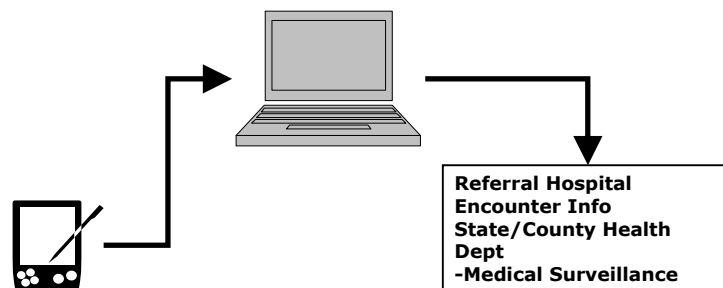 Referral Hospital
Encounter Info
State/County Health
Dept
-Medical Surveillance